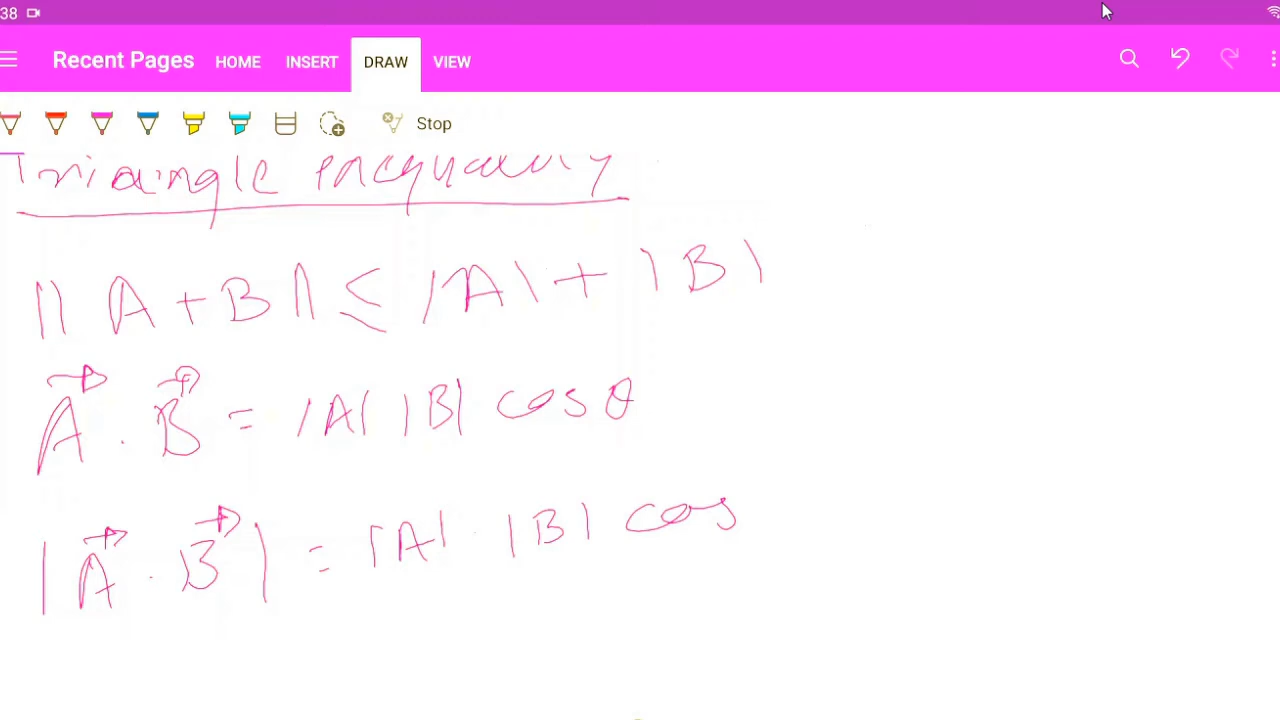 38
Recent Pages HOME INSERT DRAW VIEW
Stop
Triangle inequality
|| A + B || ≤ |A| + |B|
A⃗ . B⃗ = |A| |B| cos θ
|A⃗ . B⃗| = |A| . |B| cos